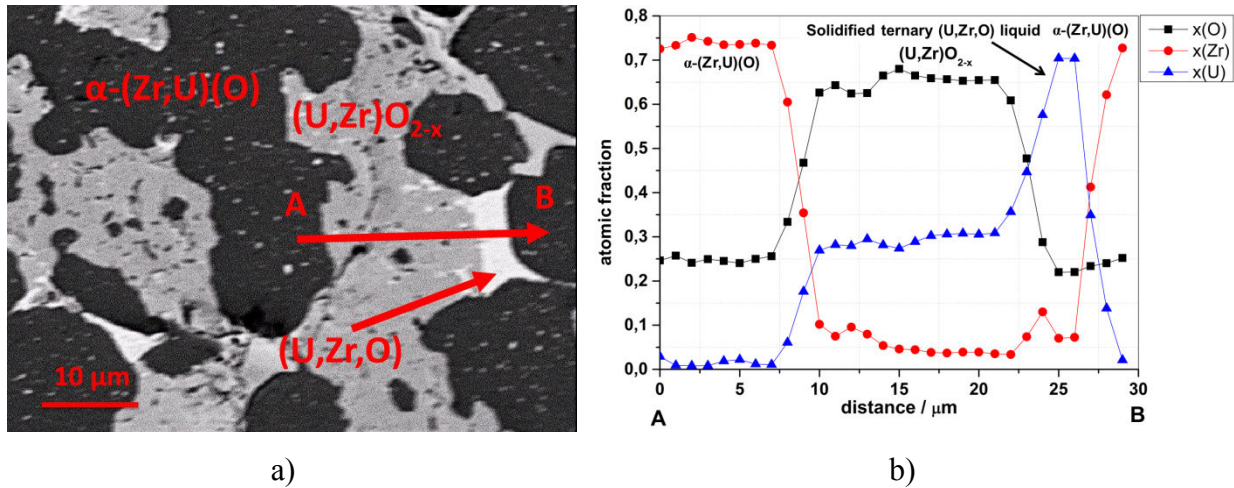 α-(Zr,U)(O)
(U,Zr)O2-x
A
B
(U,Zr,O)
10 μm
a)
0,8
0,7
0,6
0,5
0,4
0,3
0,2
0,1
0,0
atomic fraction
Solidified ternary (U,Zr,O) liquid
α-(Zr,U)(O)
α-(Zr,U)(O)
(U,Zr)O2-x
x(O)
x(Zr)
x(U)
0 5 10 15 20 25 30
A distance / μm B
b)